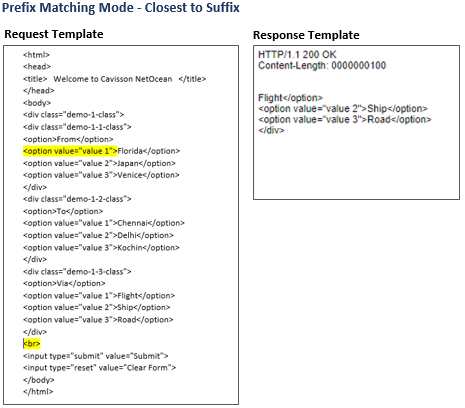 Prefix Matching Mode - Closest to Suffix
Request Template
<html>
<head>
<title>   Welcome to Cavisson NetOcean   </title>
</head>
<body>
<div class="demo-1-class">
<div class="demo-1-1-class">
<option>From</option>
<option value="value 1">Florida</option>
<option value="value 2">Japan</option>
<option value="value 3">Venice</option>
</div>
<div class="demo-1-2-class">
<option>To</option>
<option value="value 1">Chennai</option>
<option value="value 2">Delhi</option>
<option value="value 3">Kochin</option>
</div>
<div class="demo-1-3-class">
<option>Via</option>
<option value="value 1">Flight</option>
<option value="value 2">Ship</option>
<option value="value 3">Road</option>
</div>
<br>
<input type="submit" value="Submit">
<input type="reset" value="Clear Form">
</body>
</html>
Response Template
HTTP/1.1 200 OK
Content-Length: 0000000100
Flight</option>
<option value="value 2">Ship</option>
<option value="value 3">Road</option>
</div>